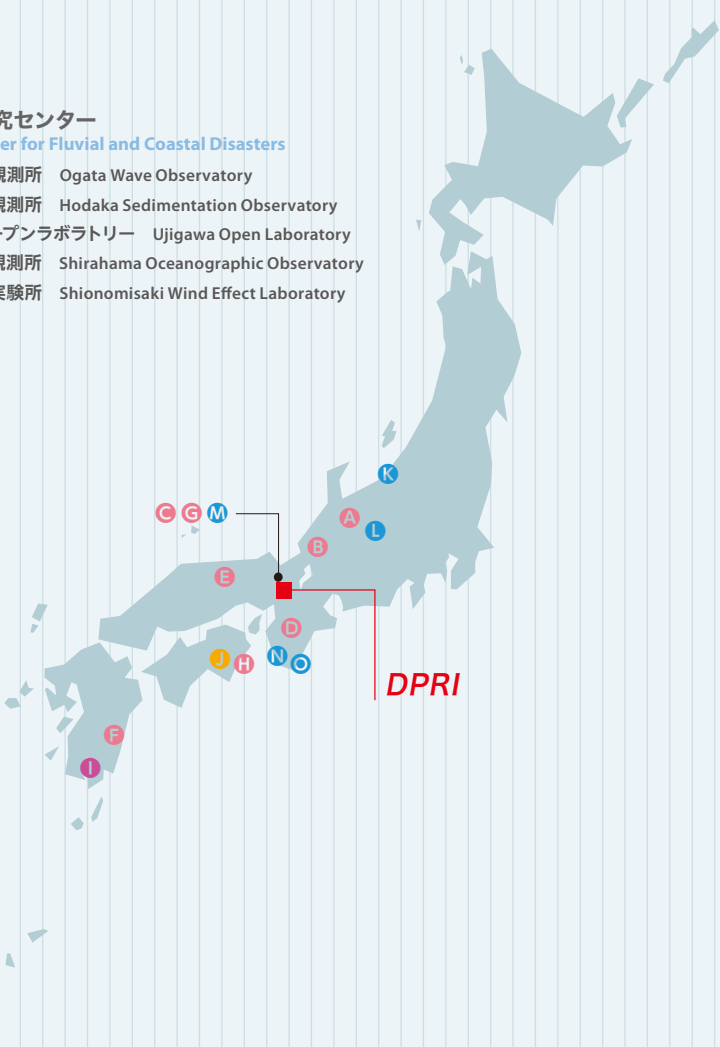 究センター
er for Fluvial and Coastal Disasters
観測所 Ogata Wave Observatory
観測所 Hodaka Sedimentation Observatory
プンラボラトリー Ujigawa Open Laboratory
観測所 Shirahama Oceanographic Observatory
実験所 Shionomisaki Wind Effect Laboratory
K
C G M
A
L
B
E
D
J H N O
DPRI
F
I